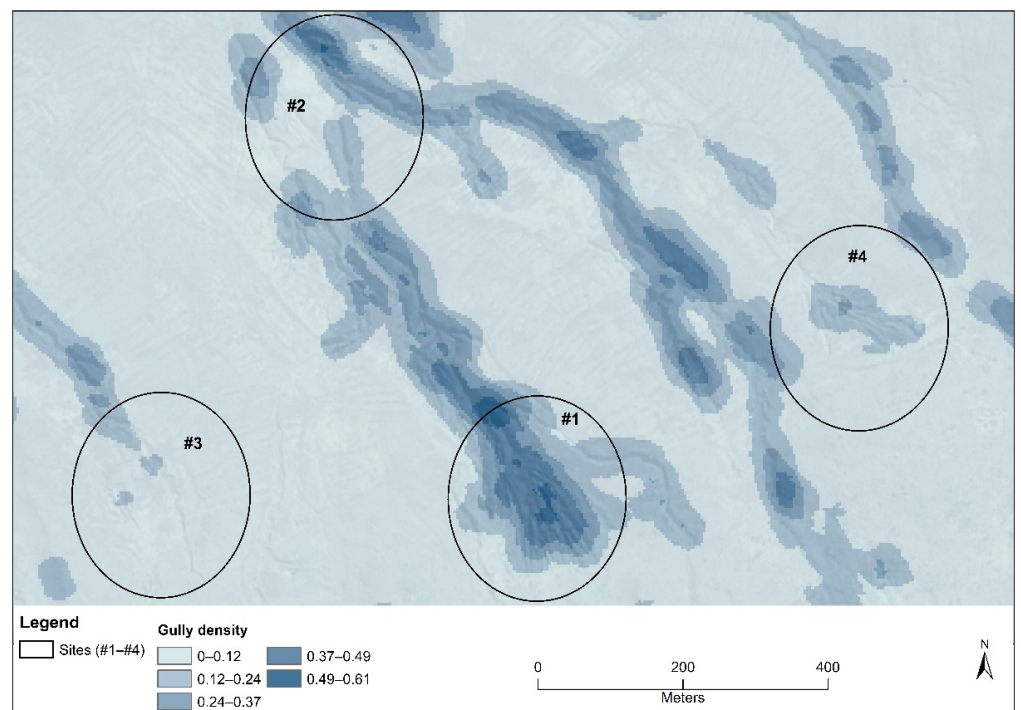 #2
#4
#1
#3
Legend
Sites (#1–#4)
Gully density
0–0.12
0.12–0.24
0.24–0.37
0.37–0.49
0.49–0.61
0 200 400
Meters
N